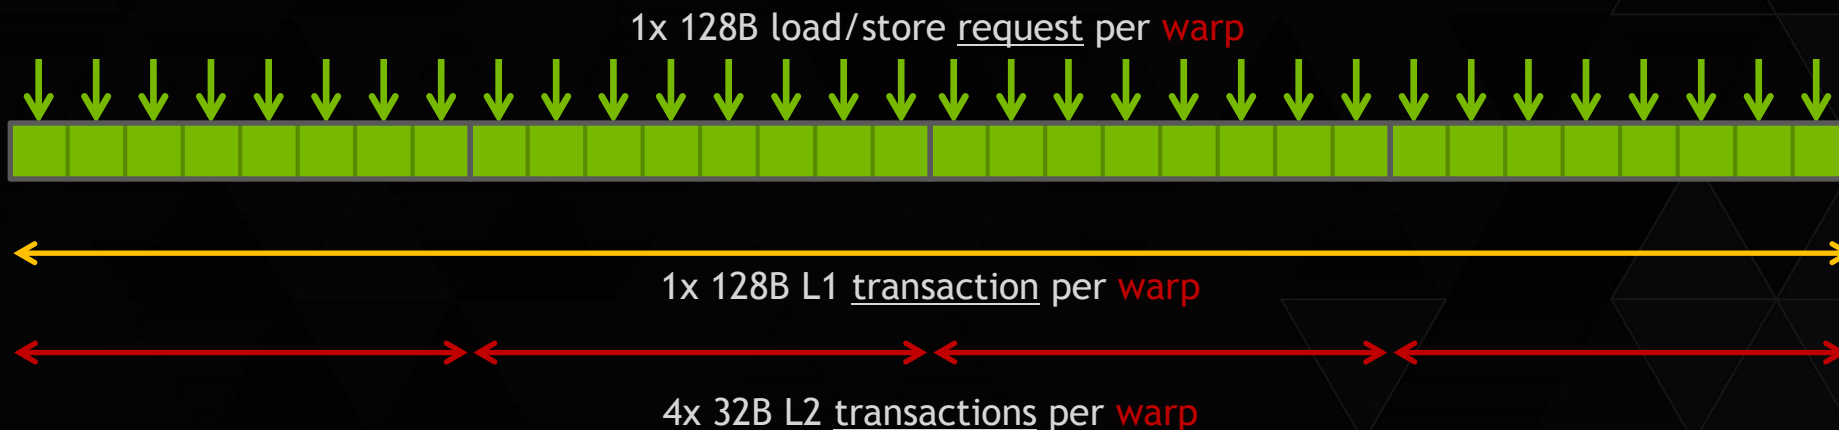 1x 128B load/store request per warp
1x 128B L1 transaction per warp
4x 32B L2 transactions per warp